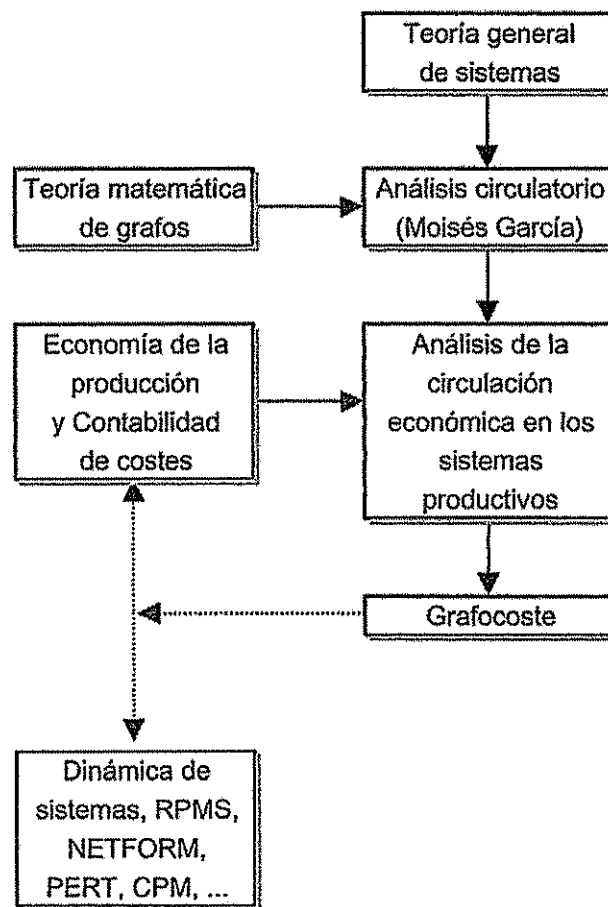 Teoría general
de sistemas
Teoría matemática
de grafos
Análisis circulatorio
(Moisés García)
Economía de la
producción
y Contabilidad
de costes
Análisis de la
circulación
económica en los
sistemas
productivos
Grafocoste
Dinámica de
sistemas, RPMS,
NETFORM,
PERT, CPM, ...